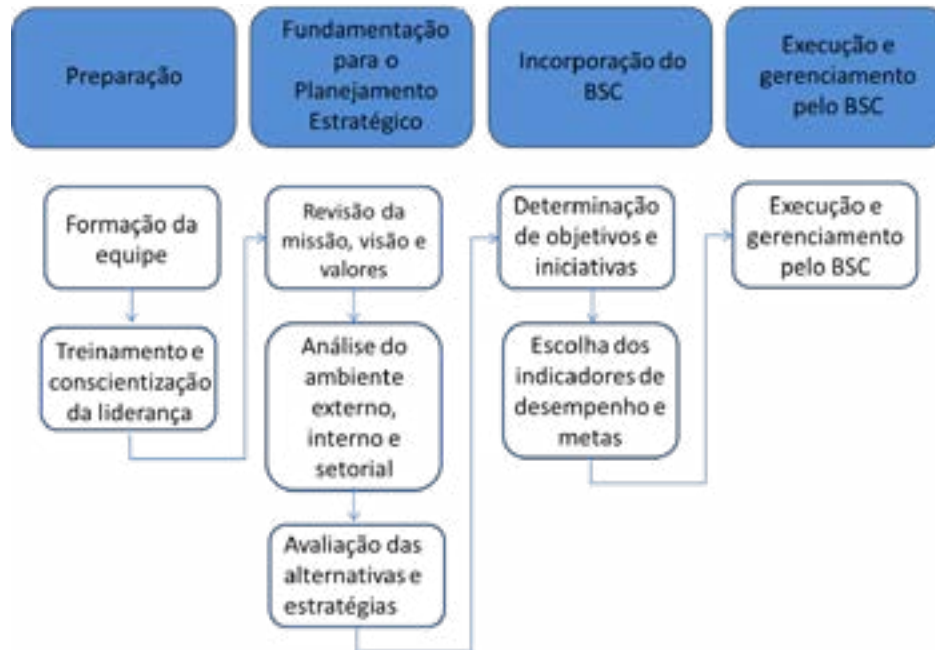 Preparação
Fundamentação
para o
Planejamento
Estratégico
Incorporação do
BSC
Execução e
gerenciamento
pelo BSC
Formação da
equipe
Treinamento e
conscientização
da liderança
Revisão da
missão, visão e
valores
Análise do
ambiente
externo,
interno e
setorial
Avaliação das
alternativas e
estratégias
Determinação
de objetivos e
iniciativas
Escolha dos
indicadores de
desempenho e
metas
Execução e
gerenciamento
pelo BSC